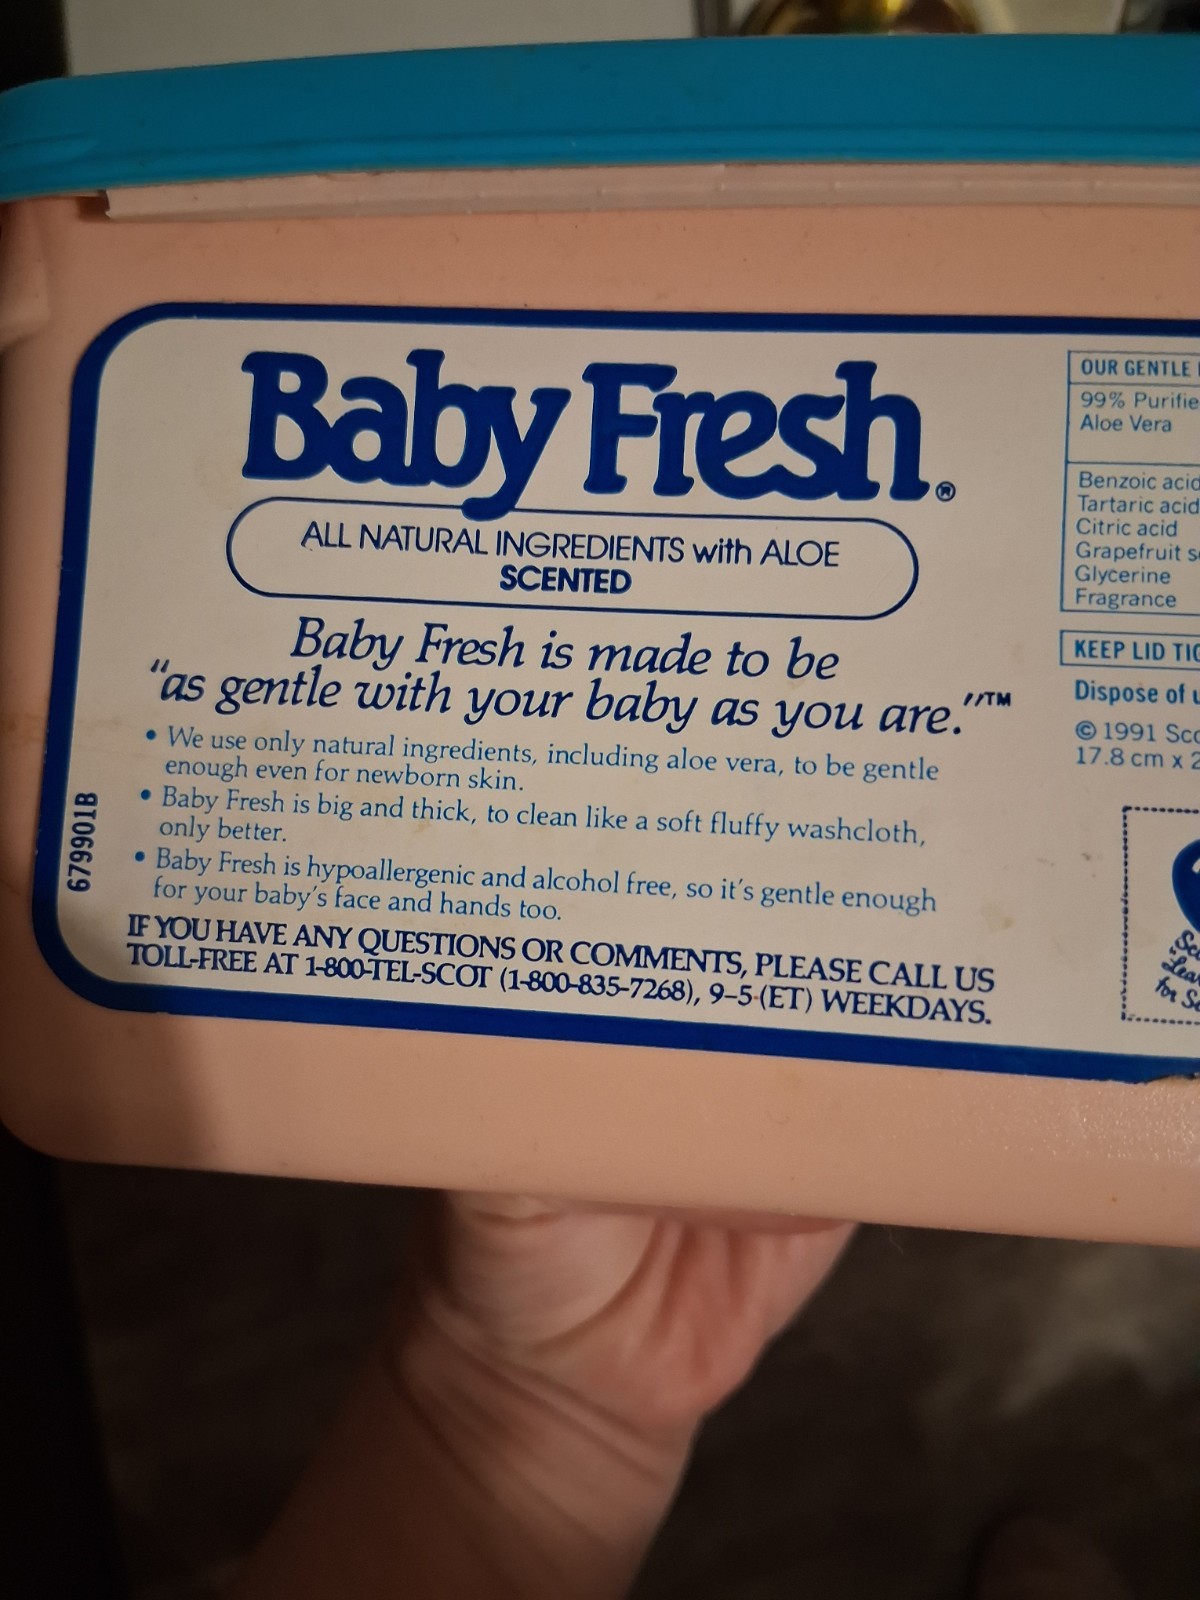 Baby Fresh®
ALL NATURAL INGREDIENTS with ALOE
SCENTED
Baby Fresh is made to be
"as gentle with your baby as you are."™
• We use only natural ingredients, including aloe vera, to be gentle
enough even for newborn skin.
• Baby Fresh is big and thick, to clean like a soft fluffy washcloth,
only better.
• Baby Fresh is hypoallergenic and alcohol free, so it's gentle enough
for your baby's face and hands too.
IF YOU HAVE ANY QUESTIONS OR COMMENTS, PLEASE CALL US
TOLL-FREE AT 1-800-TEL-SCOT (1-800-835-7268), 9-5 (ET) WEEKDAYS.
6799901B
OUR GENTLE
99%
Aloe Vera
Benzoic acid
Tartaric acid
Citric acid
Grapefruit
Glycerine
Fragrance
KEEP LID
Dispose of
© 1991
17.8 cm x
for